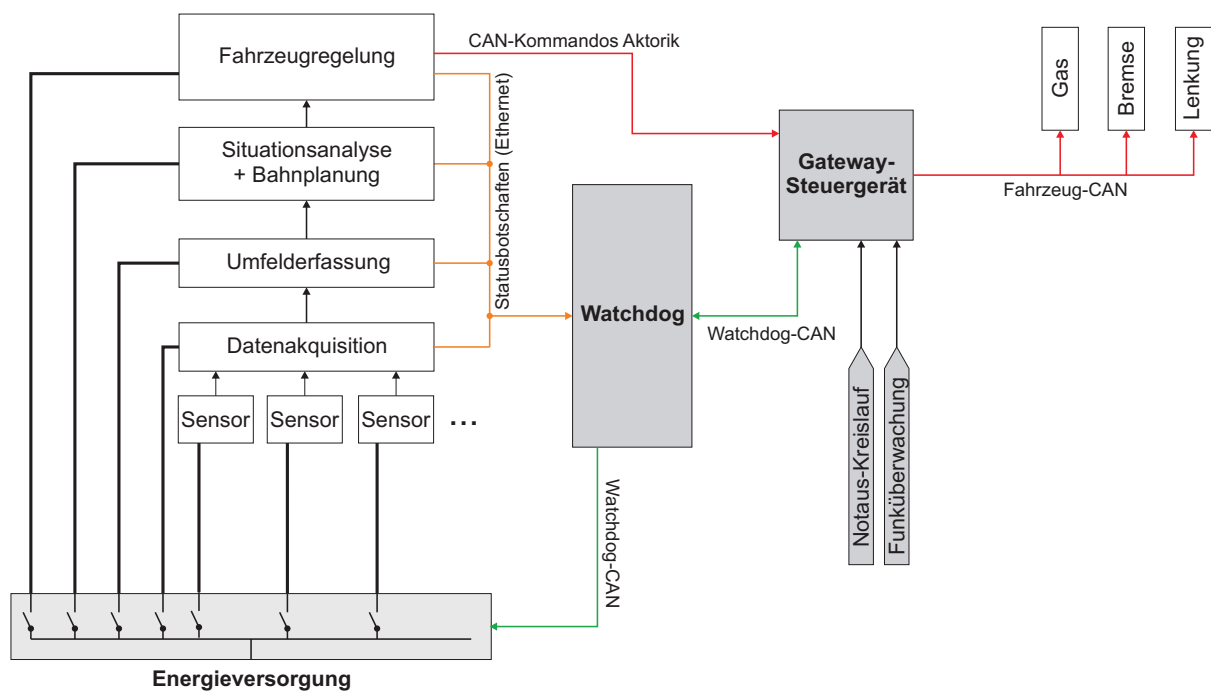 Fahrzeugregelung
CAN-Kommandos Aktorik
Gas
Bremse
Lenkung
Statusbotschaften (Ethernet)
Situationsanalyse
+ Bahnplanung
Gateway-
Steuergerät
Fahrzeug-CAN
Umfelderfassung
Watchdog
Watchdog-CAN
Datenakquisition
Sensor
Sensor
Sensor
...
Notaus-Kreislauf
Funküberwachung
Watchdog-CAN
Energieversorgung